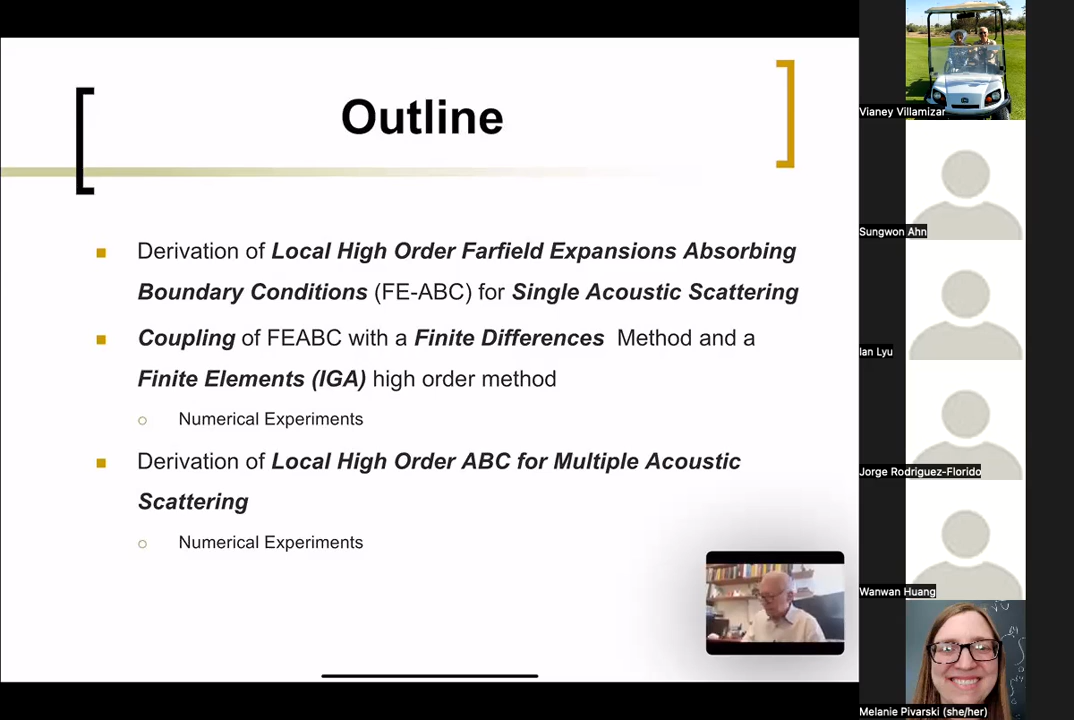 Outline
Derivation of Local High Order Farfield Expansions Absorbing
Boundary Conditions (FE-ABC) for Single Acoustic Scattering
Coupling of FEABC with a Finite Differences Method and a
Finite Elements (IGA) high order method
Numerical Experiments
Derivation of Local High Order ABC for Multiple Acoustic
Scattering
Numerical Experiments
Vianey Villamizar
Sungwon Ahn
Ian Lyu
Jorge Rodriguez-Florido
Wanwan Huang
Melanie Pivarski (she/her)